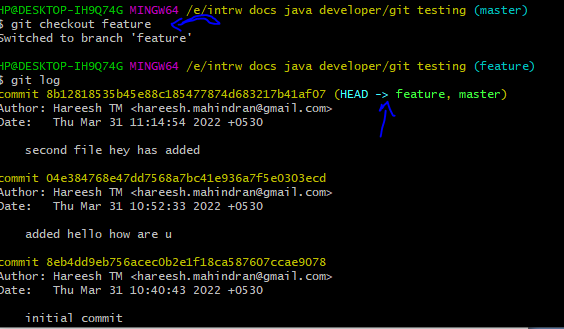 HP@DESKTOP-IH9Q74G MINGW64 /e/intrw docs java developer/git testing (master)
$ git checkout feature
Switched to branch 'feature'
HP@DESKTOP-IH9Q74G MINGW64 /e/intrw docs java developer/git testing (feature)
$ git log
commit 8b12818535b45e88c185477874d683217b41af07 (HEAD -> feature, master)
Author: Hareesh TM <hareesh.mahindran@gmail.com>
Date:   Thu Mar 31 11:14:54 2022 +0530
    second file hey has added
commit 04e384768e47dd7568a7bc41e936a7f5e0303ecd
Author: Hareesh TM <hareesh.mahindran@gmail.com>
Date:   Thu Mar 31 10:52:33 2022 +0530
    added hello how are u
commit 8eb4dd9eb756acec0b2e1f18ca587607ccae9078
Author: Hareesh TM <hareesh.mahindran@gmail.com>
Date:   Thu Mar 31 10:40:43 2022 +0530
    initial commit